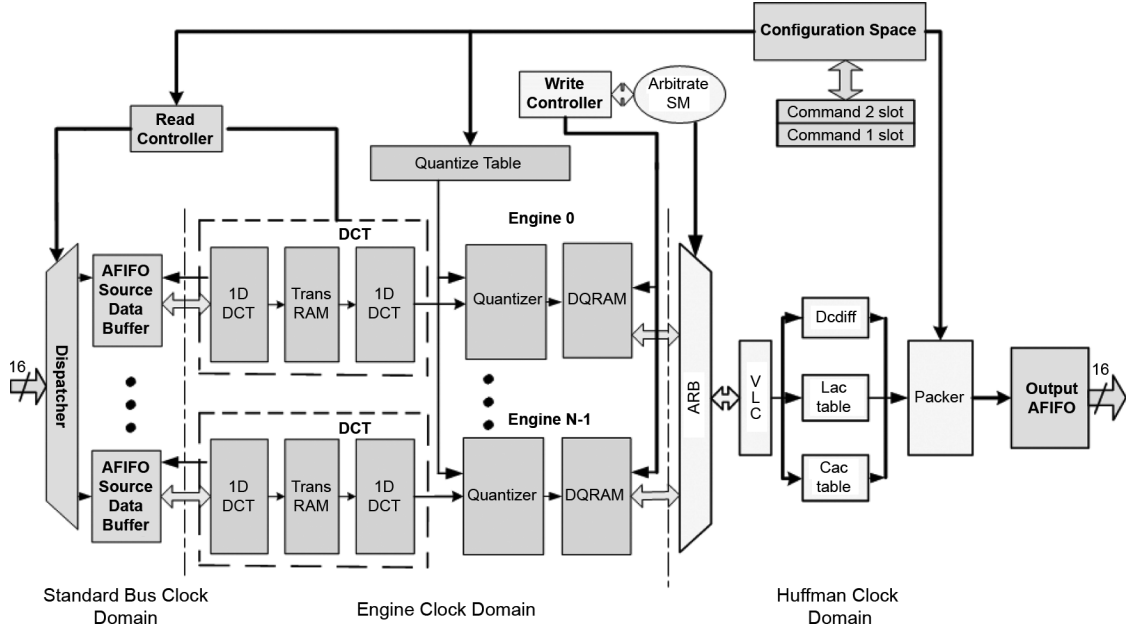 Configuration Space
Command 2 slot
Command 1 slot
Write
Controller
Arbitrate
SM
Read
Controller
Quantize Table
Engine 0
DCT
AFIFO
Source
Data
Buffer
1D
DCT
Trans
RAM
1D
DCT
Quantizer
DQRAM
16
Dispatcher
ARB
VLC
Dcdiff
Lac
table
Cac
table
Packer
Output
AFIFO
16
Engine N-1
DCT
AFIFO
Source
Data
Buffer
1D
DCT
Trans
RAM
1D
DCT
Quantizer
DQRAM
Standard Bus Clock
Domain
Engine Clock Domain
Huffman Clock
Domain